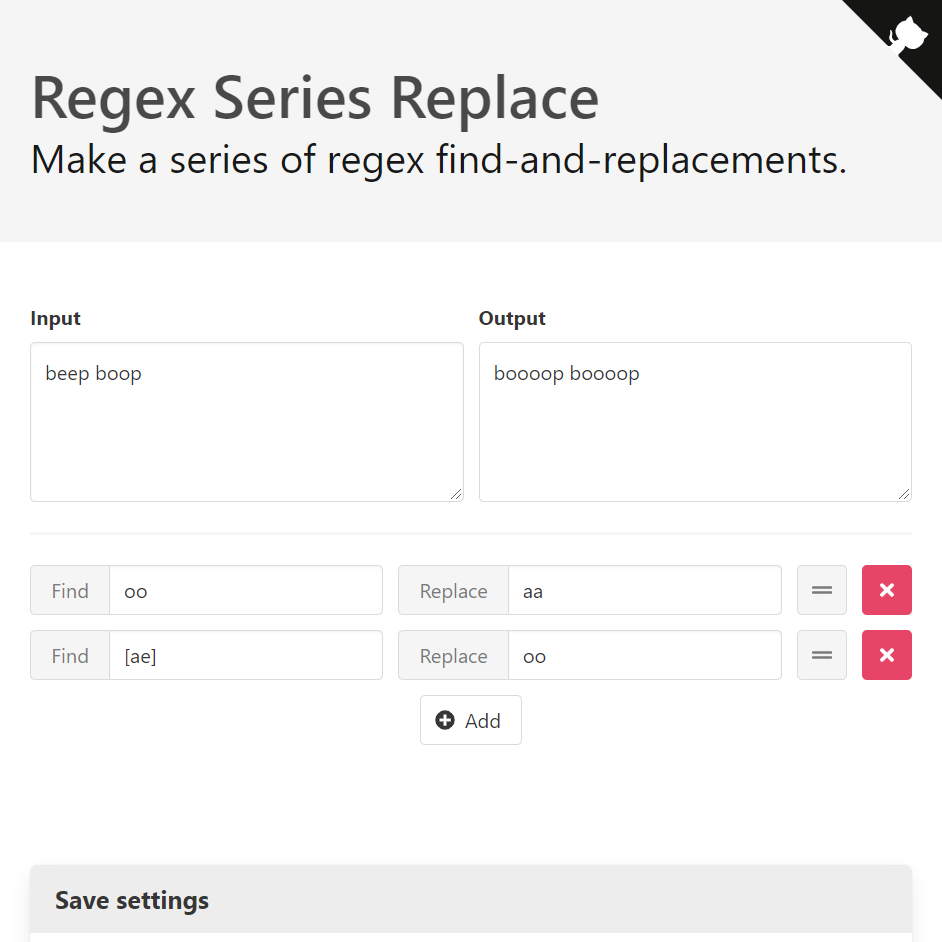 Regex Series Replace
Make a series of regex find-and-replacements.
Input
Output
beep boop
boooop boooop
Find
oo
Replace
aa
Find
[ae]
Replace
oo
Add
Save settings